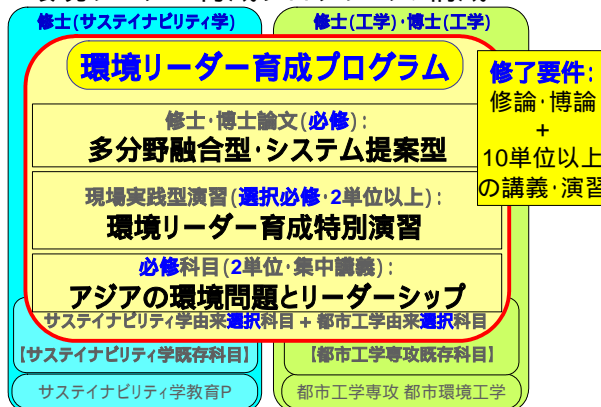 修士(サステイナビリティ学)
修士(工学)・博士(工学)
環境リーダー育成プログラム
修了要件:
修論・博論
+
10単位以上
の講義・演習
修士・博士論文(必修):
多分野融合型・システム提案型
現場実践型演習(選択必修・2単位以上):
環境リーダー育成特別演習
必修科目(2単位・集中講義):
アジアの環境問題とリーダーシップ
サステイナビリティ学由来選択科目 + 都市工学由来選択科目
【サステイナビリティ学既存科目】
【都市工学専攻既存科目】
サステイナビリティ学教育P
都市工学専攻 都市環境工学